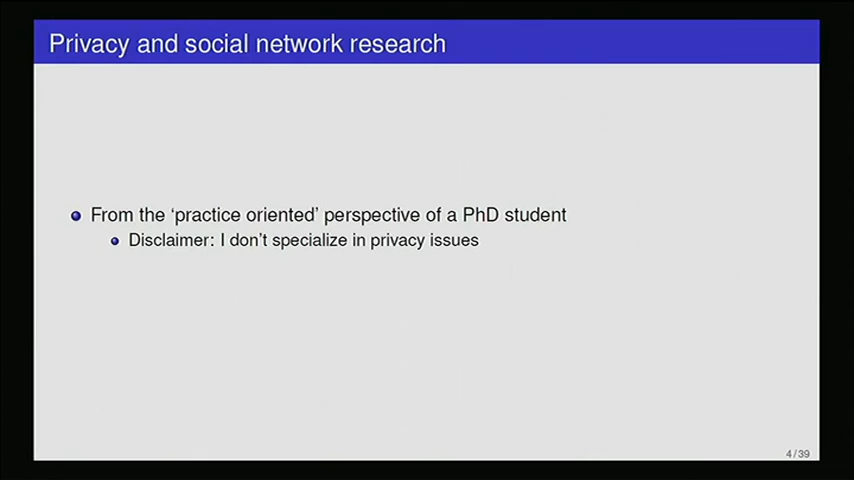 Privacy and social network research
From the ‘practice oriented’ perspective of a PhD student
Disclaimer: I don’t specialize in privacy issues
4 / 39